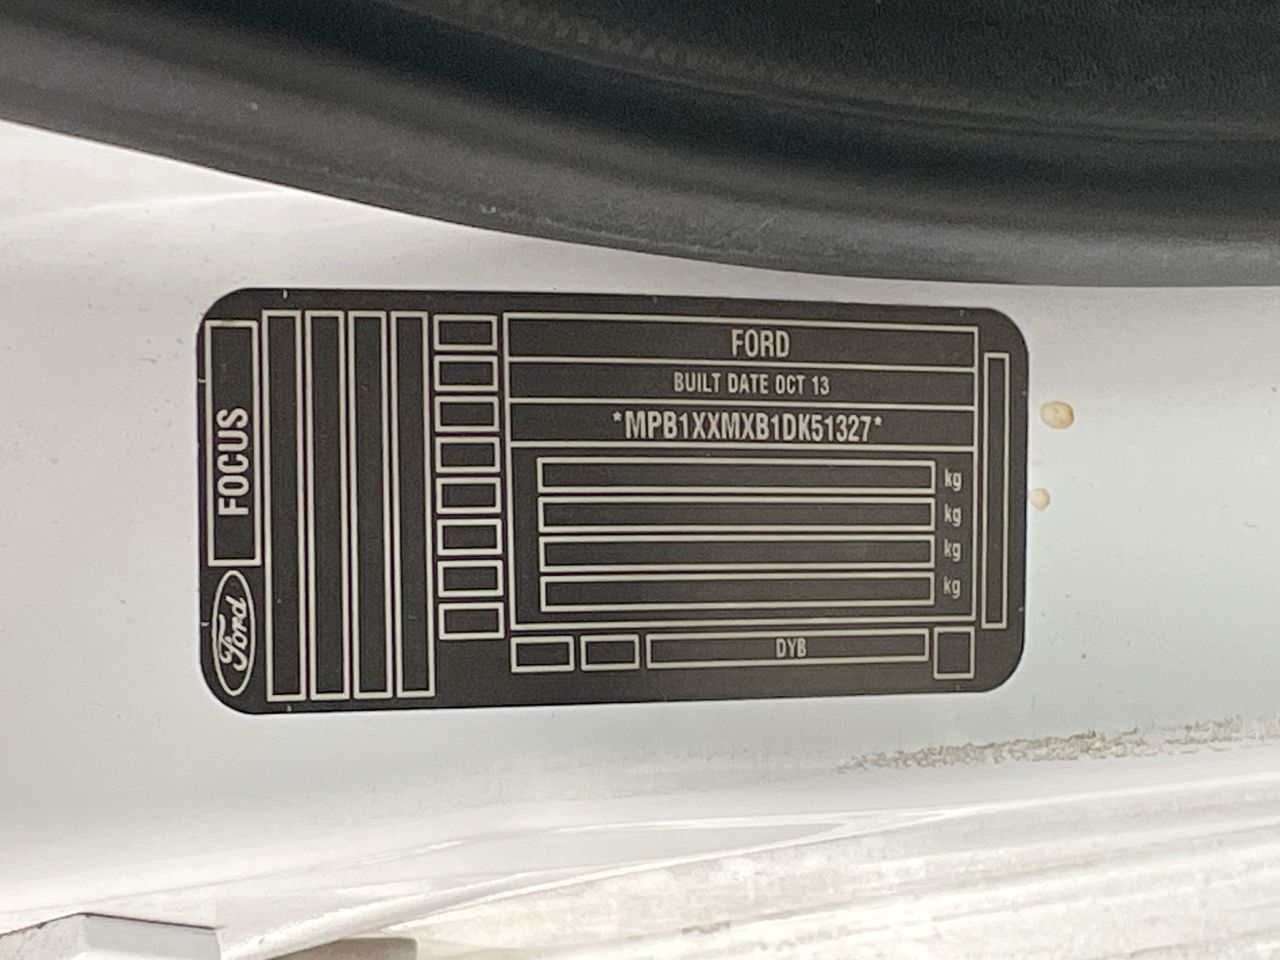 FORD
BUILT DATE OCT 13
*MPB1XXMXB1DK51327*
kg
kg
kg
kg
DYB
FOCUS
Ford